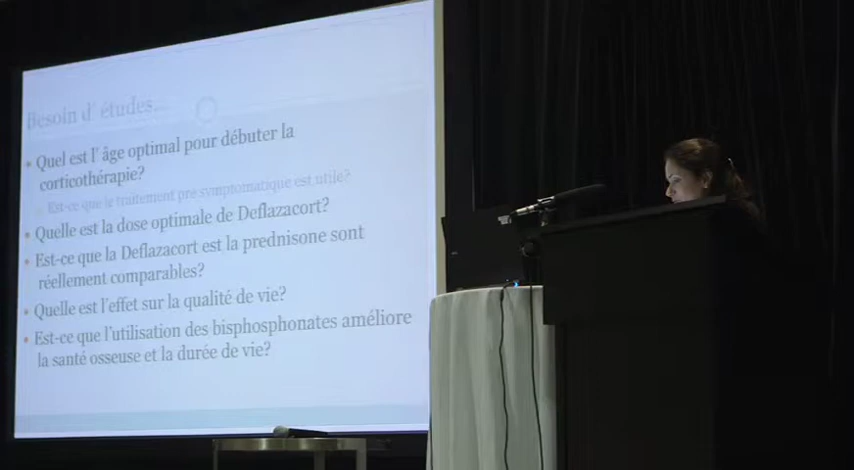 Besoin d' études...
Quel est l' âge optimal pour débuter la
corticothérapie?
Est-ce que le traitement pre symptomatique est utile?
Quelle est la dose optimale de Deflazacort?
Est-ce que la Deflazacort est la prednisone sont
réellement comparables?
Quelle est l'effet sur la qualité de vie?
Est-ce que l'utilisation des bisphosphonates améliore
la santé osseuse et la durée de vie?